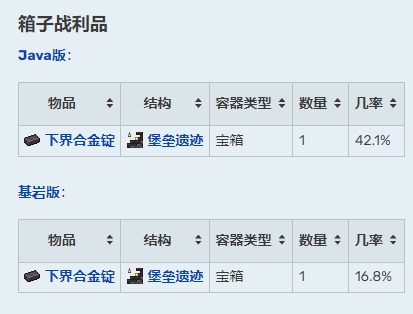 箱子战利品
Java版：
物品 结构 容器类型 数量 几率
下界合金锭 堡垒遗迹 宝箱 1 42.1%
基岩版：
物品 结构 容器类型 数量 几率
下界合金锭 堡垒遗迹 宝箱 1 16.8%